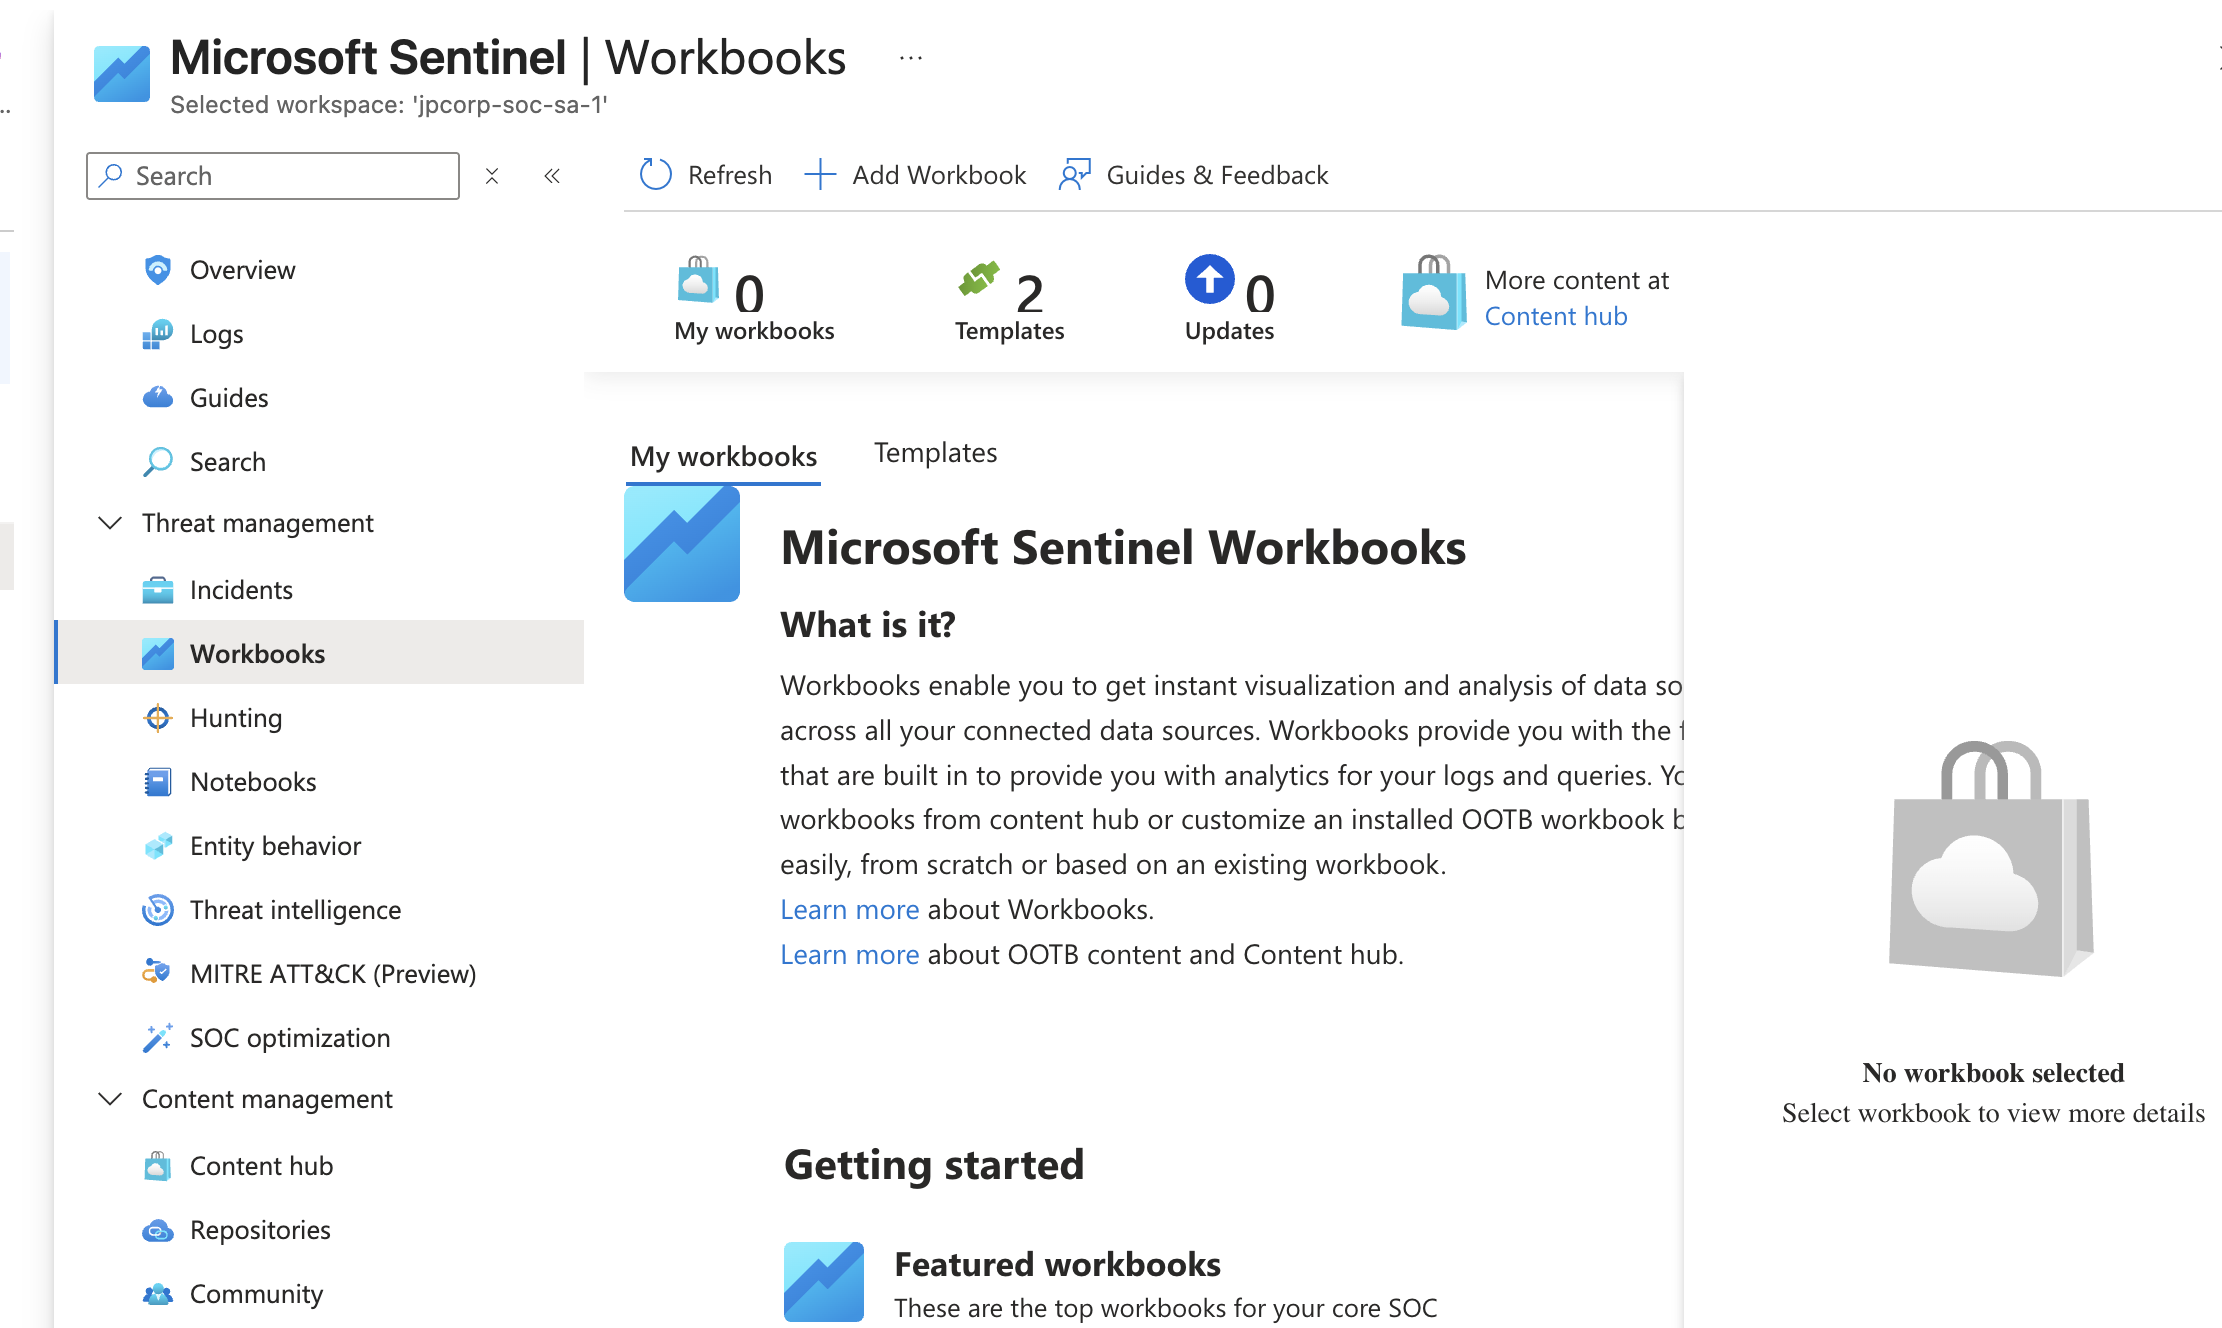 Microsoft Sentinel | Workbooks ...
Selected workspace: 'jpcorp-soc-sa-1'
Search
Refresh
Add Workbook
Guides & Feedback
Overview
Logs
Guides
Search
Threat management
Incidents
Workbooks
Hunting
Notebooks
Entity behavior
Threat intelligence
MITRE ATT&CK (Preview)
SOC optimization
Content management
Content hub
Repositories
Community
0
My workbooks
2
Templates
0
Updates
More content at
Content hub
My workbooks
Templates
Microsoft Sentinel Workbooks
What is it?
Workbooks enable you to get instant visualization and analysis of data
across all your connected data sources. Workbooks provide you with the
that are built in to provide you with analytics for your logs and queries.
workbooks from content hub or customize an installed OOTB workbook
easily, from scratch or based on an existing workbook.
Learn more about Workbooks.
Learn more about OOTB content and Content hub.
Getting started
Featured workbooks
These are the top workbooks for your core SOC
No workbook selected
Select workbook to view more details